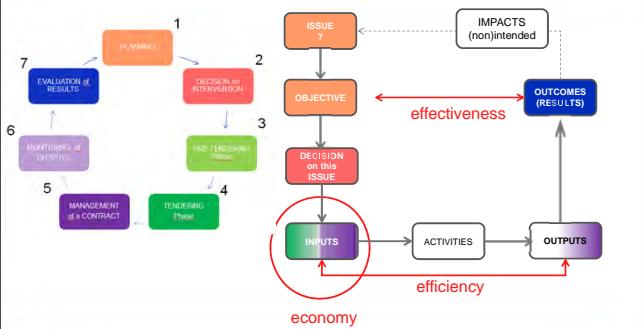 1
PLANNING
2
DECISION on
INTERVENTION
3
PRE-TENDERING
Phase
4
TENDERING
Phase
5
MANAGEMENT
of a CONTRACT
6
MONITORING of
OUTPUTS
7
EVALUATION of
RESULTS
ISSUE
?
IMPACTS
(non)intended
OBJECTIVE
effectiveness
OUTCOMES
(RESULTS)
DECISION
on this
ISSUE
INPUTS
ACTIVITIES
OUTPUTS
efficiency
economy